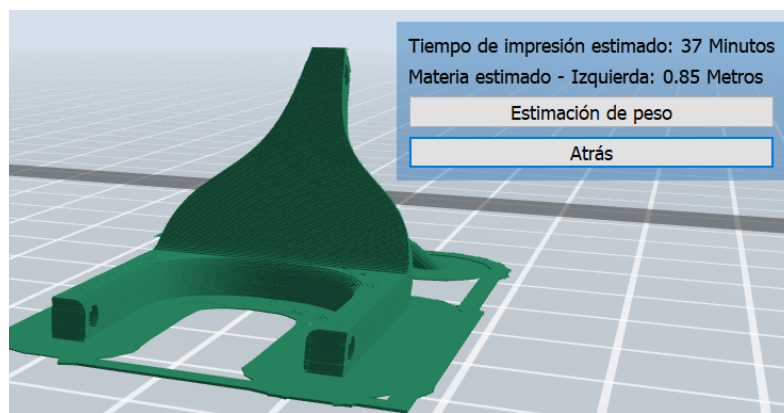 Tiempo de impresión estimado: 37 Minutos
Materia estimado - Izquierda: 0.85 Metros
Estimación de peso
Atrás